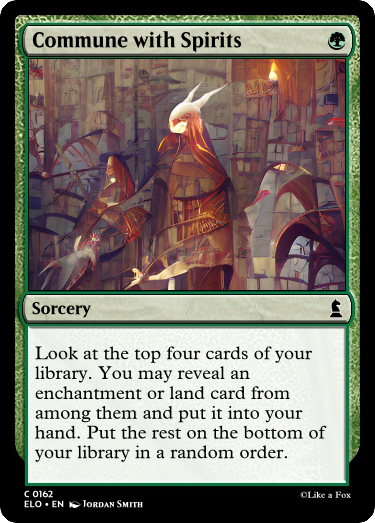 Commune with Spirits
Sorcery
Look at the top four cards of your
library. You may reveal an
enchantment or land card from
among them and put it into your
hand. Put the rest on the bottom of
your library in a random order.
C 0162
ELO • EN Jordan Smith
©Like a Fox